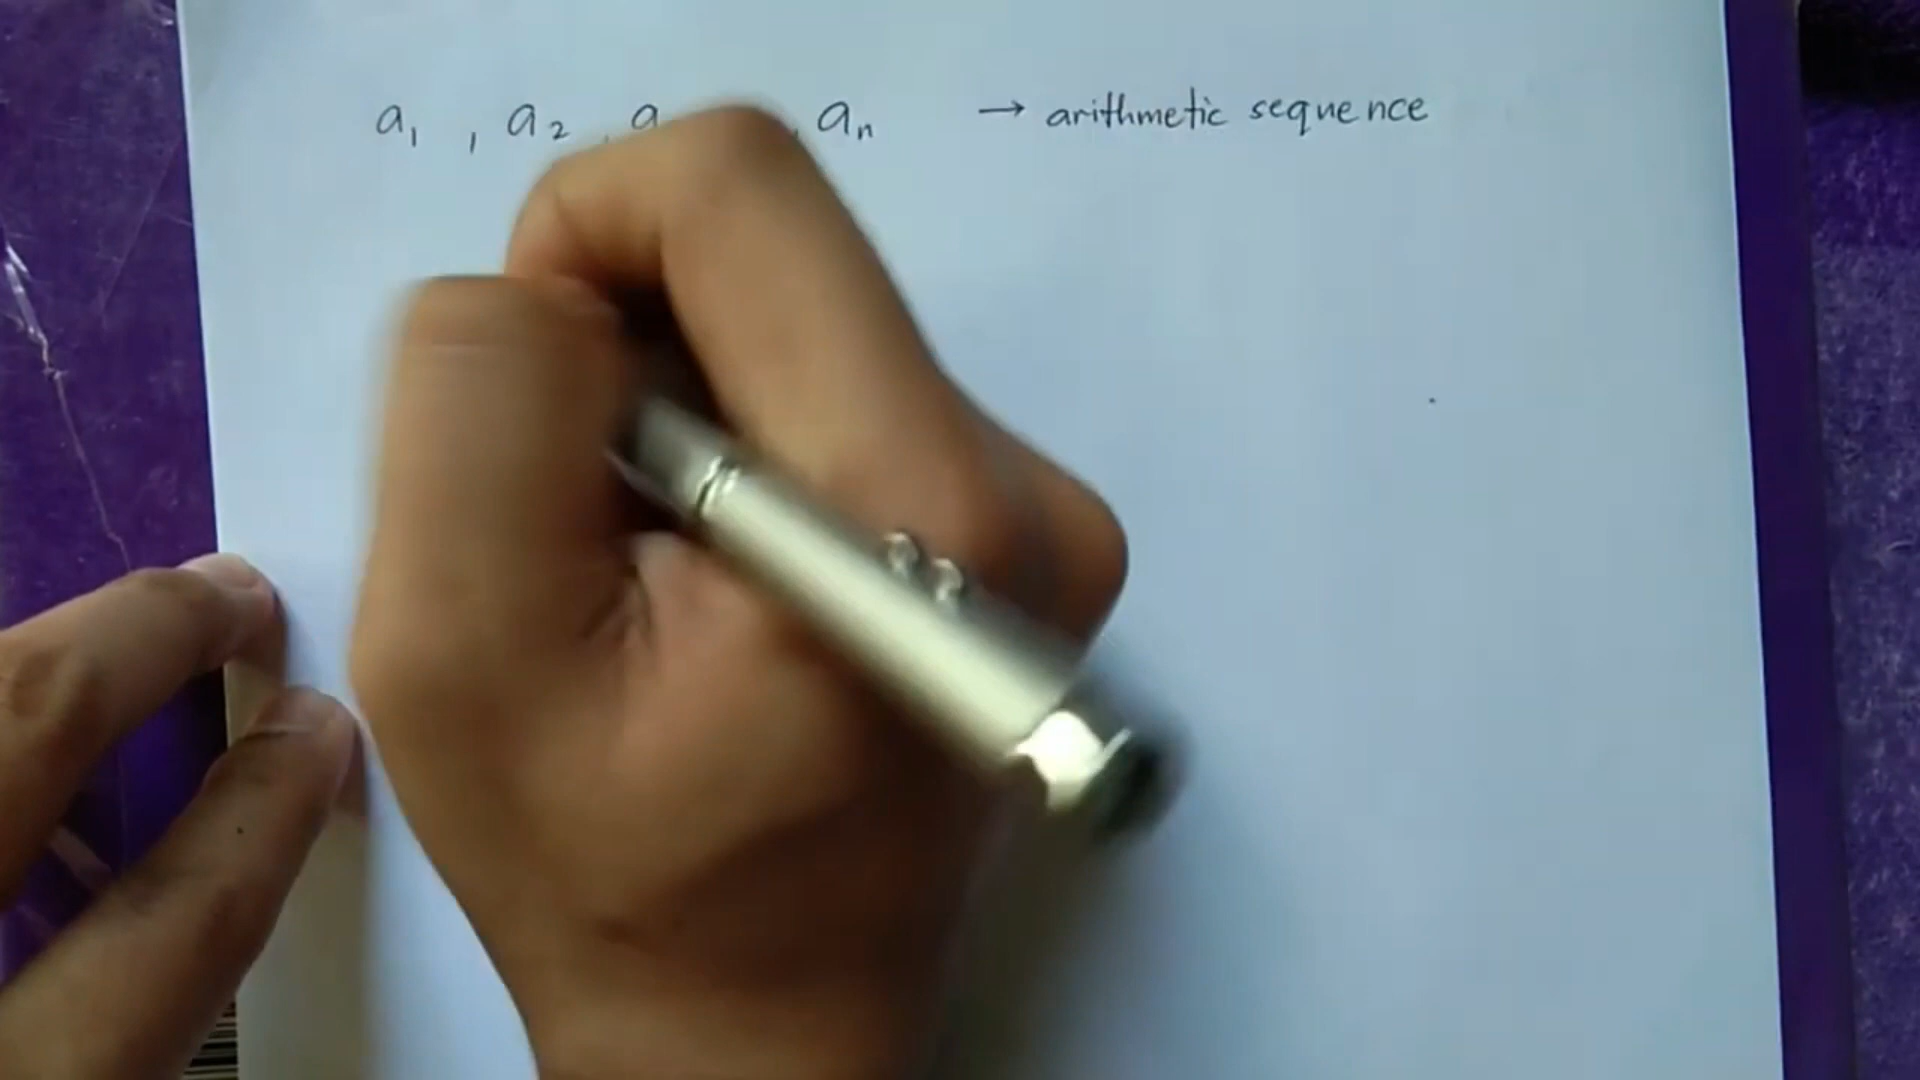 a₁ , a₂ , a , aₙ → arithmetic sequence